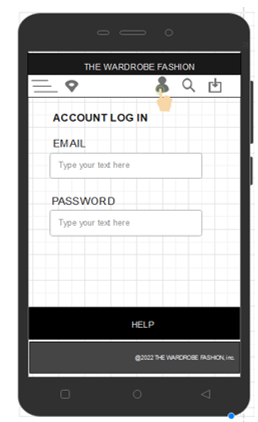 THE WARDROBE FASHION
ACCOUNT LOG IN
EMAIL
Type your text here
PASSWORD
Type your text here
HELP
@2022 THE WARDROBE FASHION, inc.